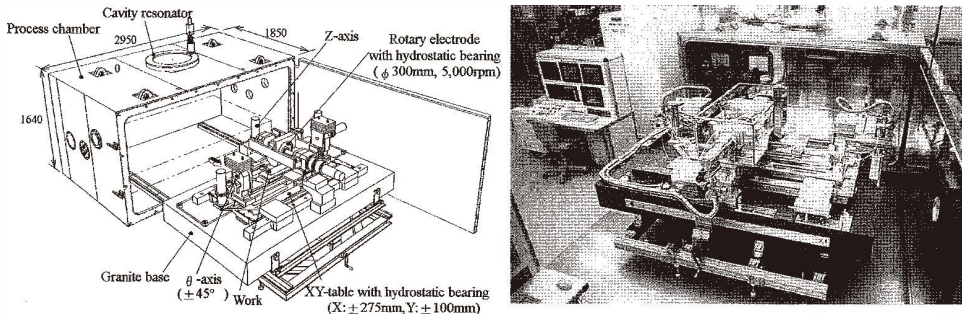 Cavity resonator
Process chamber
2950
1850
Z-axis
Rotary electrode
with hydrostatic bearing
(ϕ 300mm, 5,000rpm)
0
1640
Granite base
θ -axis
(±45°
Work
XY-table with hydrostatic bearing
(X: ±275mm, Y: ±100mm)